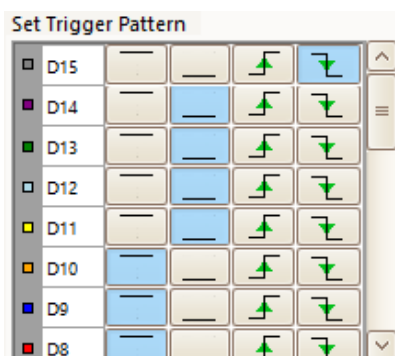 Set Trigger Pattern
D15
D14
D13
D12
D11
D10
D9
D8